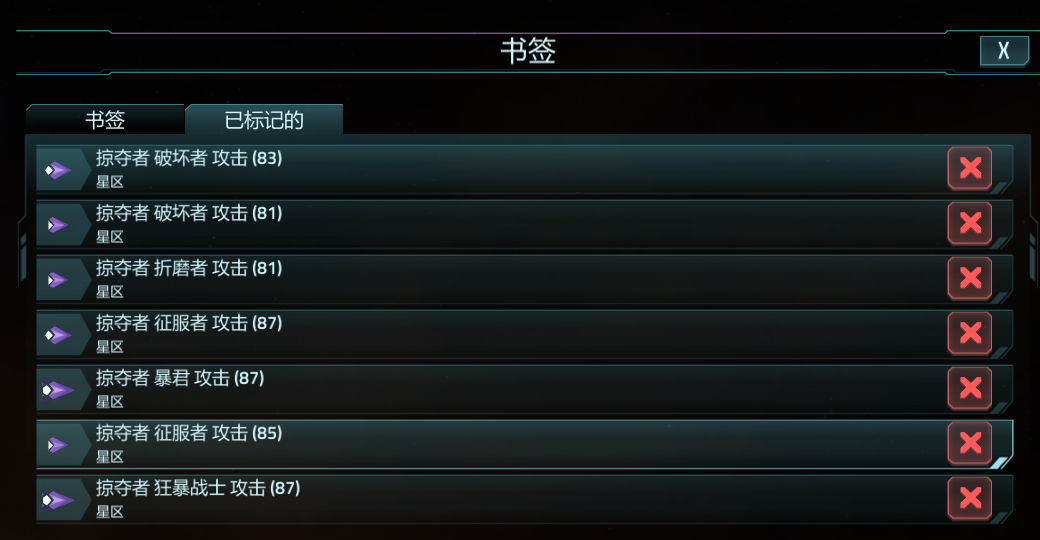 书签
X
书签
已标记的
掠夺者 破坏者 攻击 (83)
星区
掠夺者 破坏者 攻击 (81)
星区
掠夺者 折磨者 攻击 (81)
星区
掠夺者 征服者 攻击 (87)
星区
掠夺者 暴君 攻击 (87)
星区
掠夺者 征服者 攻击 (85)
星区
掠夺者 狂暴战士 攻击 (87)
星区